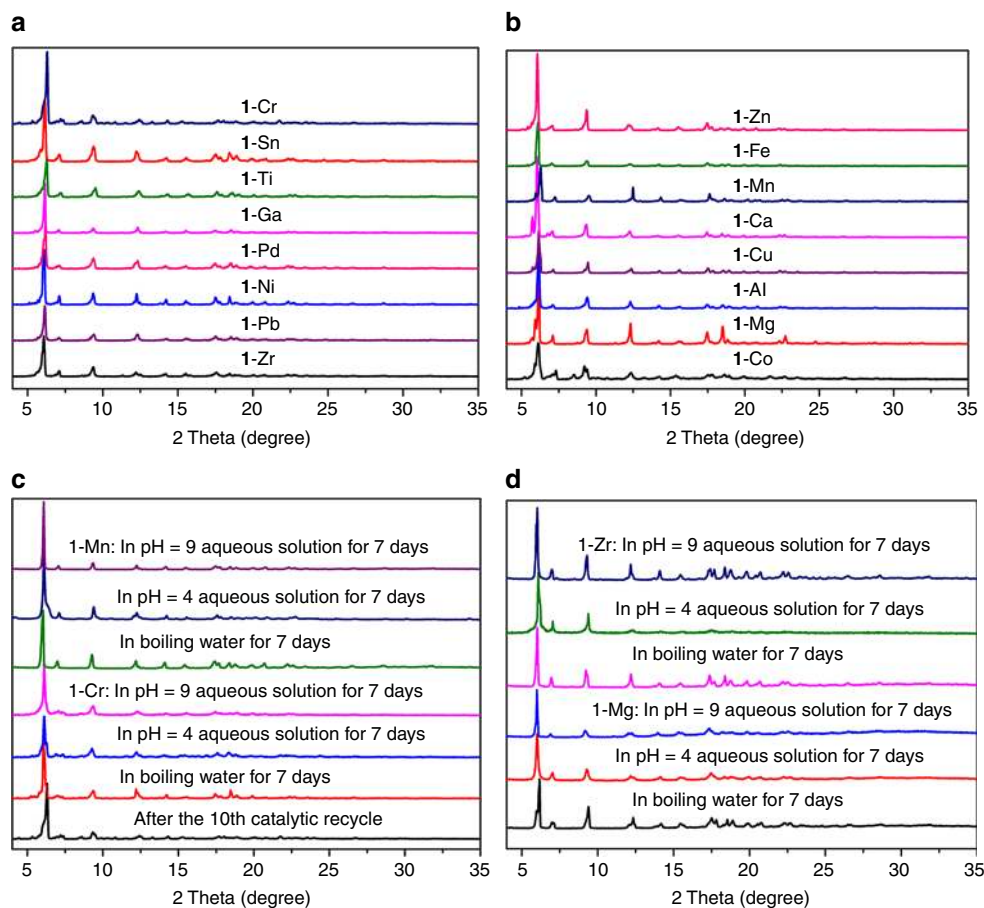 a
1-Cr
1-Sn
1-Ti
1-Ga
1-Pd
1-Ni
1-Pb
1-Zr
5 10 15 20 25 30 35
2 Theta (degree)
b
1-Zn
1-Fe
1-Mn
1-Ca
1-Cu
1-Al
1-Mg
1-Co
5 10 15 20 25 30 35
2 Theta (degree)
c
1-Mn: In pH = 9 aqueous solution for 7 days
In pH = 4 aqueous solution for 7 days
In boiling water for 7 days
1-Cr: In pH = 9 aqueous solution for 7 days
In pH = 4 aqueous solution for 7 days
In boiling water for 7 days
After the 10th catalytic recycle
5 10 15 20 25 30 35
2 Theta (degree)
d
1-Zr: In pH = 9 aqueous solution for 7 days
In pH = 4 aqueous solution for 7 days
In boiling water for 7 days
1-Mg: In pH = 9 aqueous solution for 7 days
In pH = 4 aqueous solution for 7 days
In boiling water for 7 days
5 10 15 20 25 30 35
2 Theta (degree)